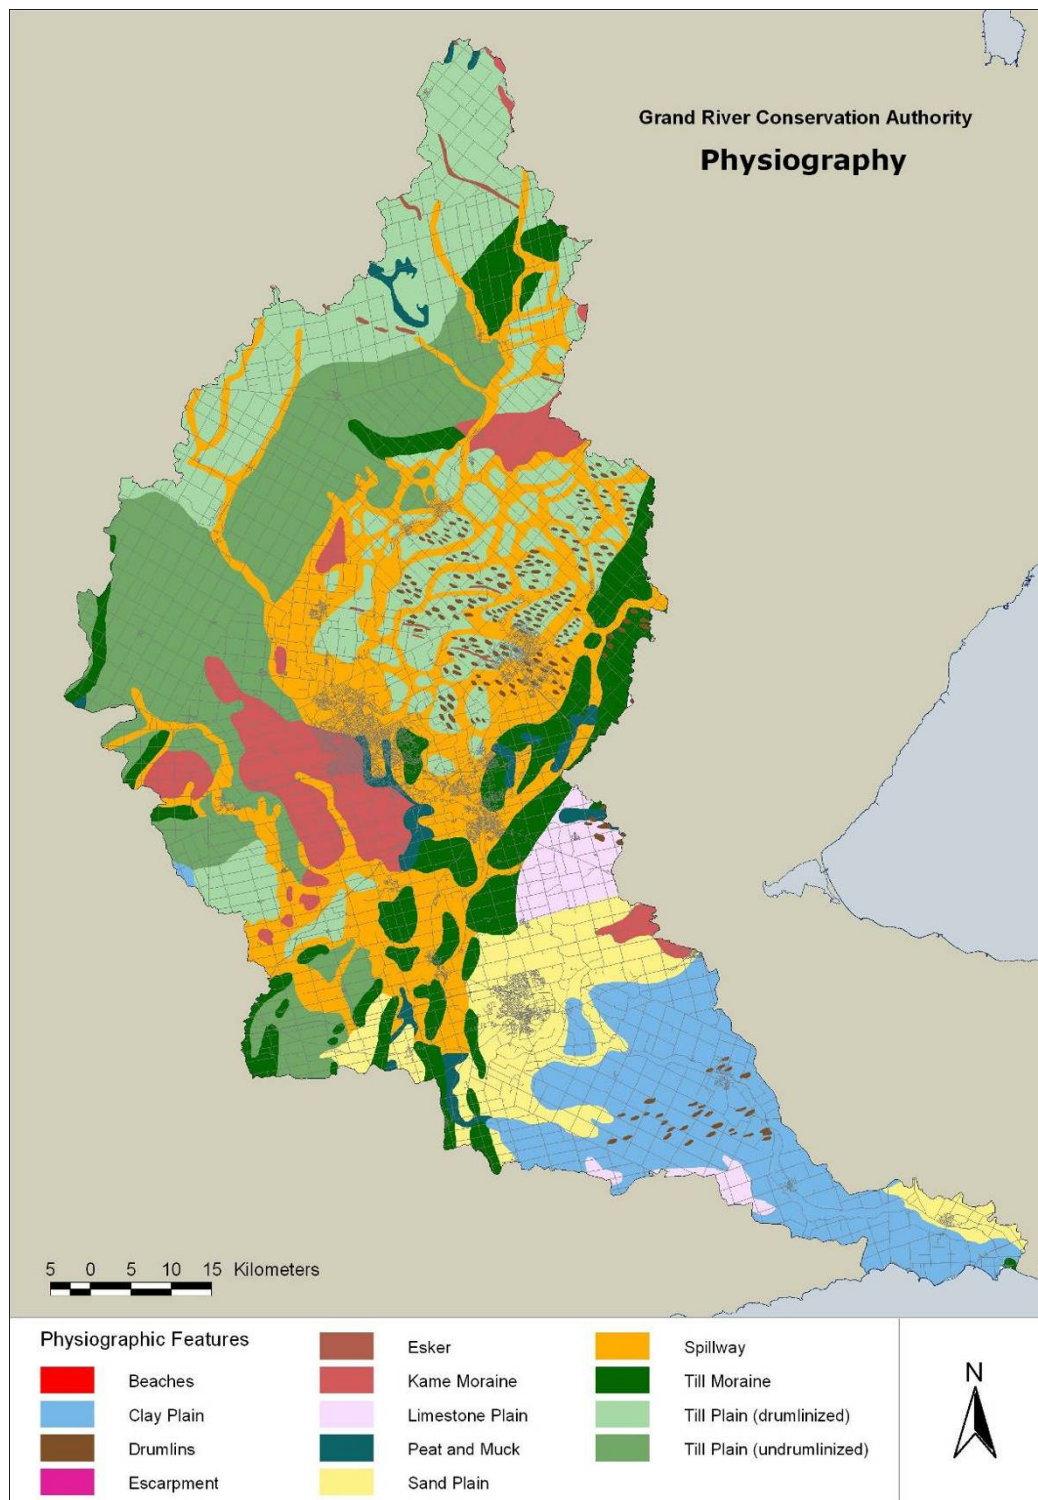 Grand River Conservation Authority
Physiography
5 0 5 10 15 Kilometers
Physiographic Features
Beaches
Clay Plain
Drumlins
Escarpment
Esker
Kame Moraine
Limestone Plain
Peat and Muck
Sand Plain
Spillway
Till Moraine
Till Plain (drumlinized)
Till Plain (undrumlinized)
N